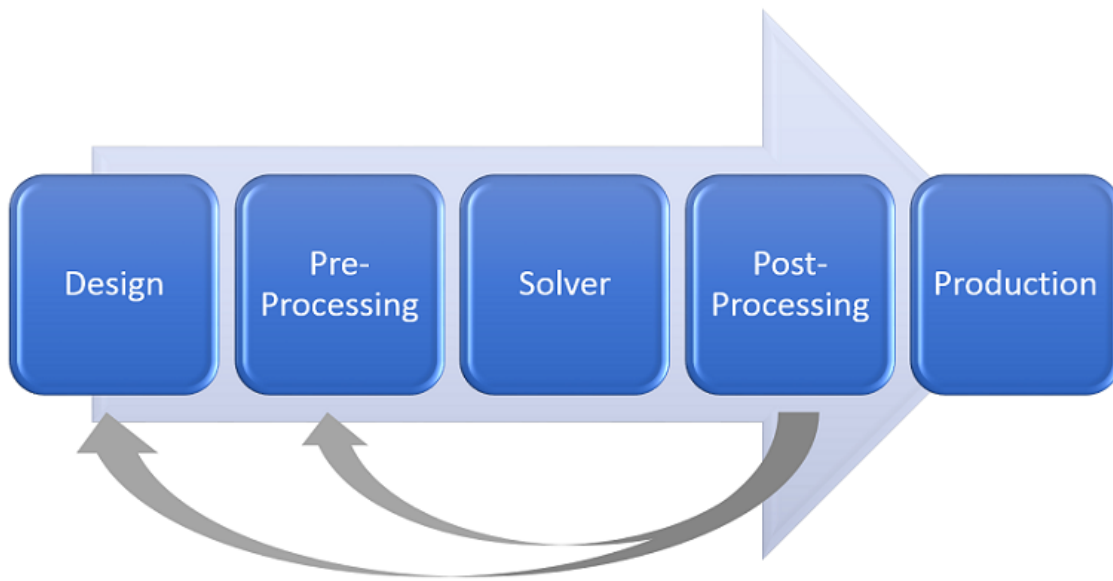 Design
Pre-
Processing
Solver
Post-
Processing
Production